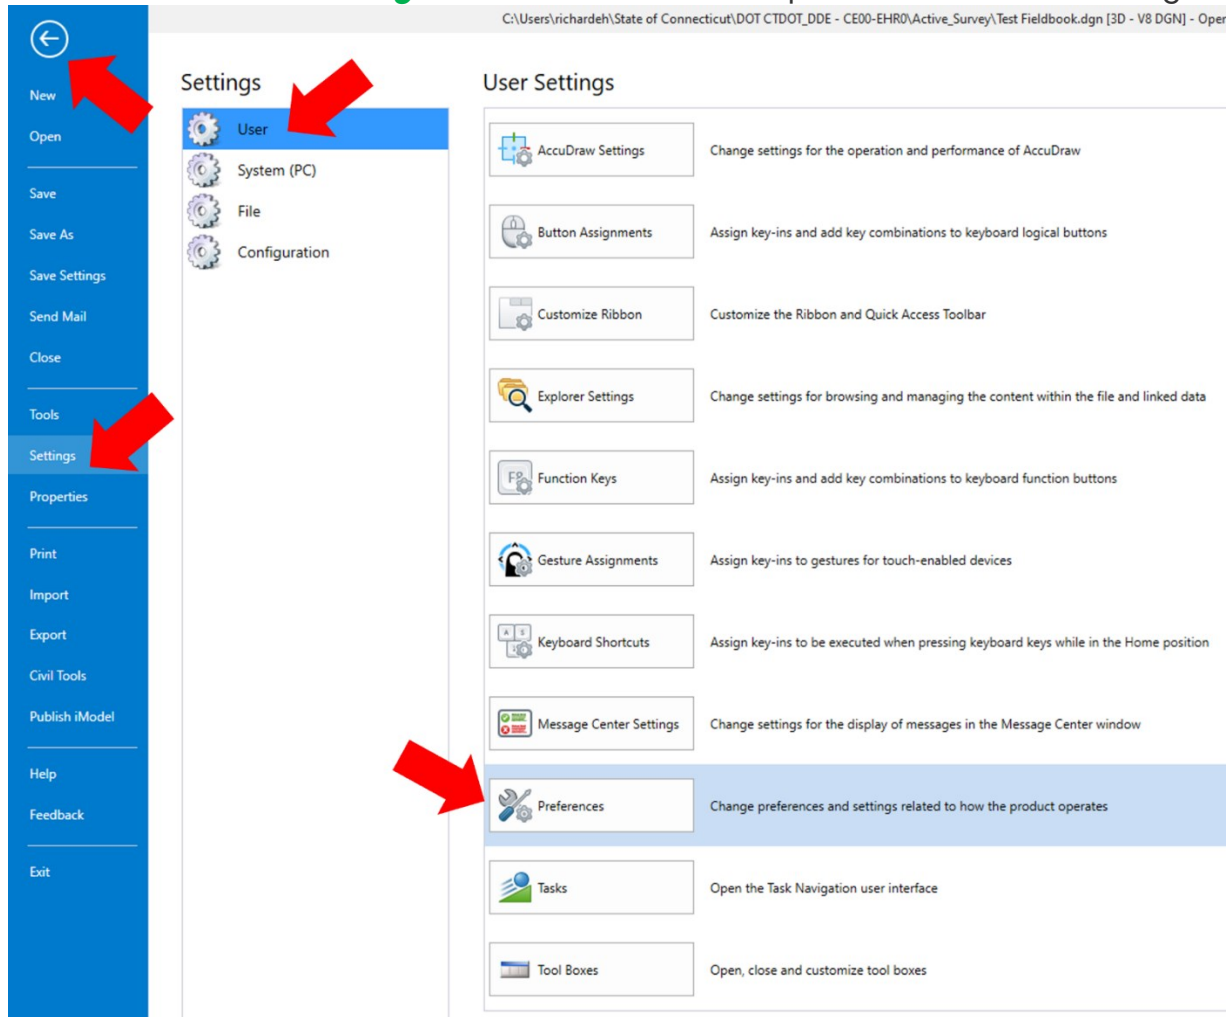 C:\Users\richardeh\State of Connecticut\DOT CTDOT_DDE - CE00-EHR0\Active_Survey\Test Fieldbook.dgn [3D - V8 DGN] - Oper
New
Open
Save
Save As
Save Settings
Send Mail
Close
Tools
Settings
Properties
Print
Import
Export
Civil Tools
Publish iModel
Help
Feedback
Exit
Settings
User
System (PC)
File
Configuration
User Settings
AccuDraw Settings Change settings for the operation and performance of AccuDraw
Button Assignments Assign key-ins and add key combinations to keyboard logical buttons
Customize Ribbon Customize the Ribbon and Quick Access Toolbar
Explorer Settings Change settings for browsing and managing the content within the file and linked data
Function Keys Assign key-ins and add key combinations to keyboard function buttons
Gesture Assignments Assign key-ins to gestures for touch-enabled devices
Keyboard Shortcuts Assign key-ins to be executed when pressing keyboard keys while in the Home position
Message Center Settings Change settings for the display of messages in the Message Center window
Preferences Change preferences and settings related to how the product operates
Tasks Open the Task Navigation user interface
Tool Boxes Open, close and customize tool boxes